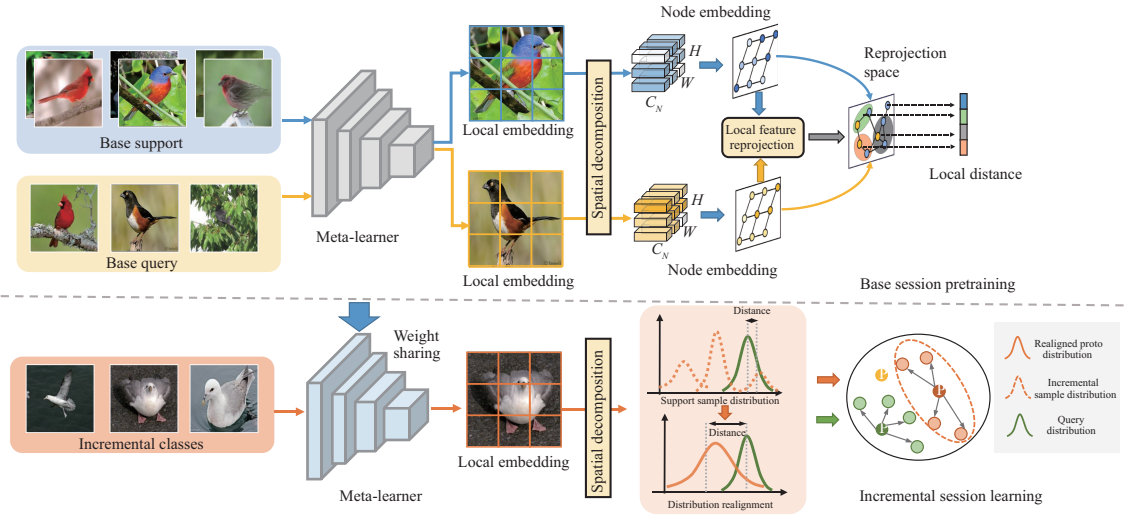 Base support
Base query
Meta-learner
Local embedding
Local embedding
Spatial decomposition
Node embedding
H
W
C_N
H
W
C_N
Node embedding
Local feature
reprojection
Reprojection
space
Local distance
Base session pretraining
Incremental classes
Weight
sharing
Meta-learner
Local embedding
Spatial decomposition
Distance
Support sample distribution
Distance
Distribution realignment
Realigned proto
distribution
Incremental
sample distribution
Query
distribution
Incremental session learning